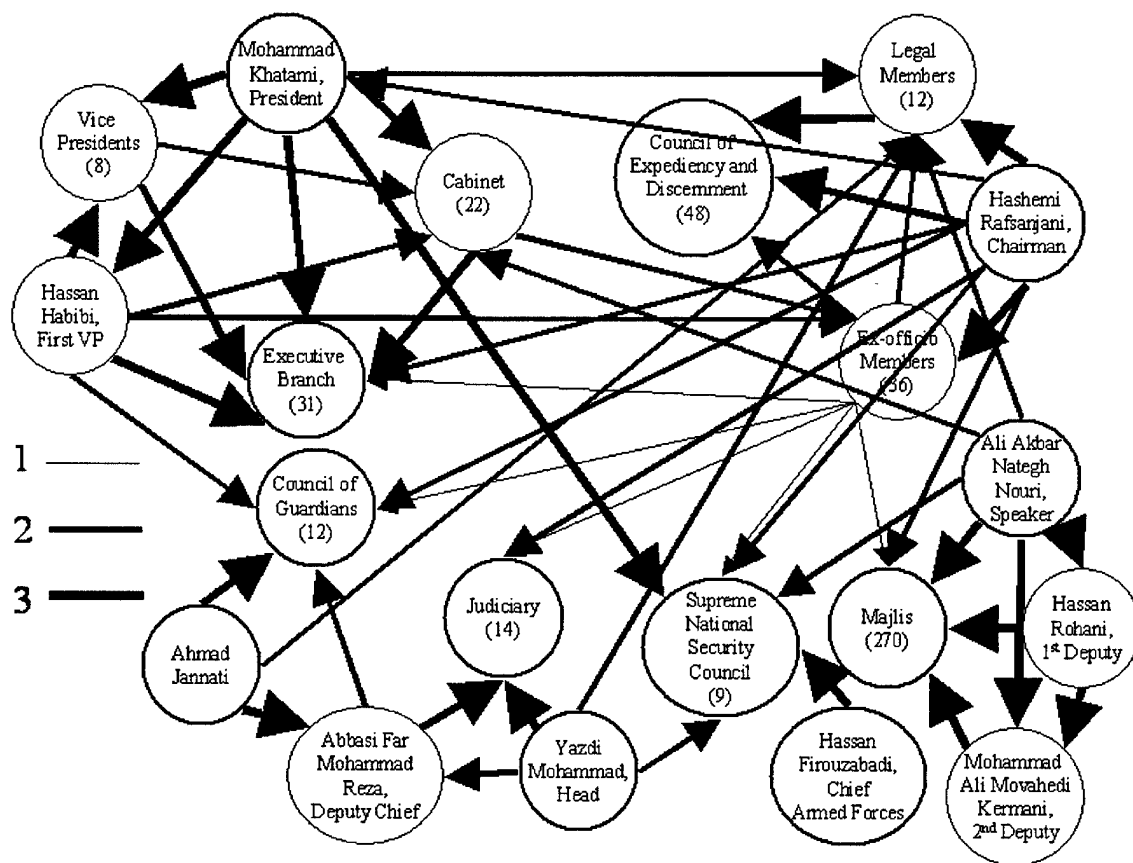 Mohammad
Khatami,
President
Legal
Members
(12)
Vice
Presidents
(8)
Cabinet
(22)
Council of
Expediency and
Discernment
(48)
Hashemi
Rafsanjani,
Chairman
Hassan
Habibi,
First VP
Executive
Branch
(31)
Ex-officio
Members
(36)
1
2
3
Council of
Guardians
(12)
Ali Akbar
Nategh
Nouri,
Speaker
Ahmad
Jannati
Judiciary
(14)
Supreme
National
Security
Council
(9)
Majlis
(270)
Hassan
Rohani,
1st Deputy
Abbasi Far
Mohammad
Reza,
Deputy Chief
Yazdi
Mohammad,
Head
Hassan
Firouzabadi,
Chief
Armed Forces
Mohammad
Ali Movahedi
Kermani,
2nd Deputy